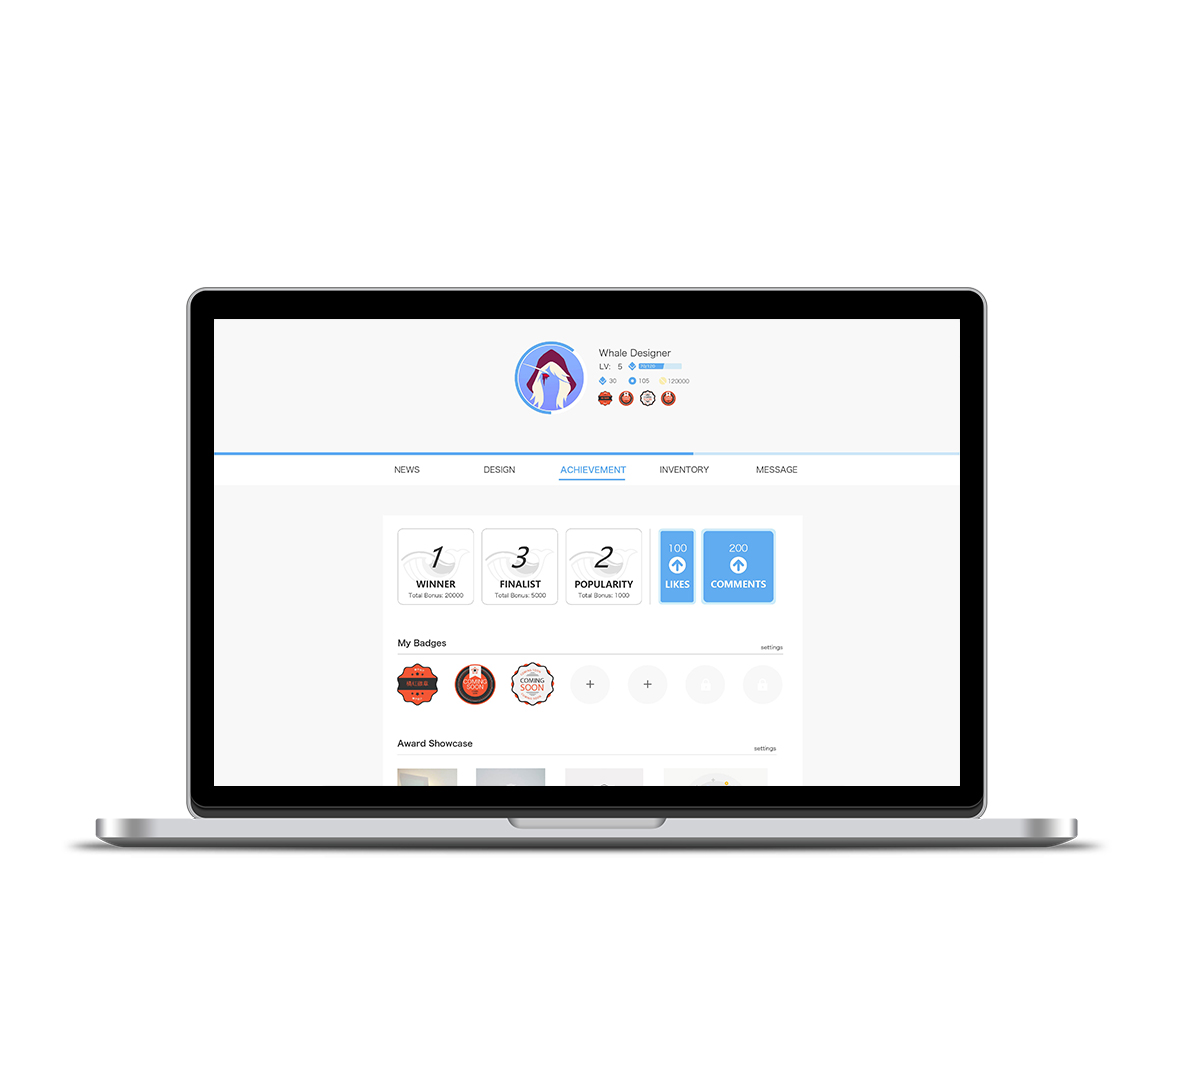 Whale Designer
LV: 5
30 105 120000
NEWS DESIGN ACHIEVEMENT INVENTORY MESSAGE
1 3 2 100 200
WINNER FINALIST POPULARITY LIKES COMMENTS
Total Bonus: 20000 Total Bonus: 5000 Total Bonus: 1000
My Badges settings
COMING SOON
COMING SOON
Award Showcase settings